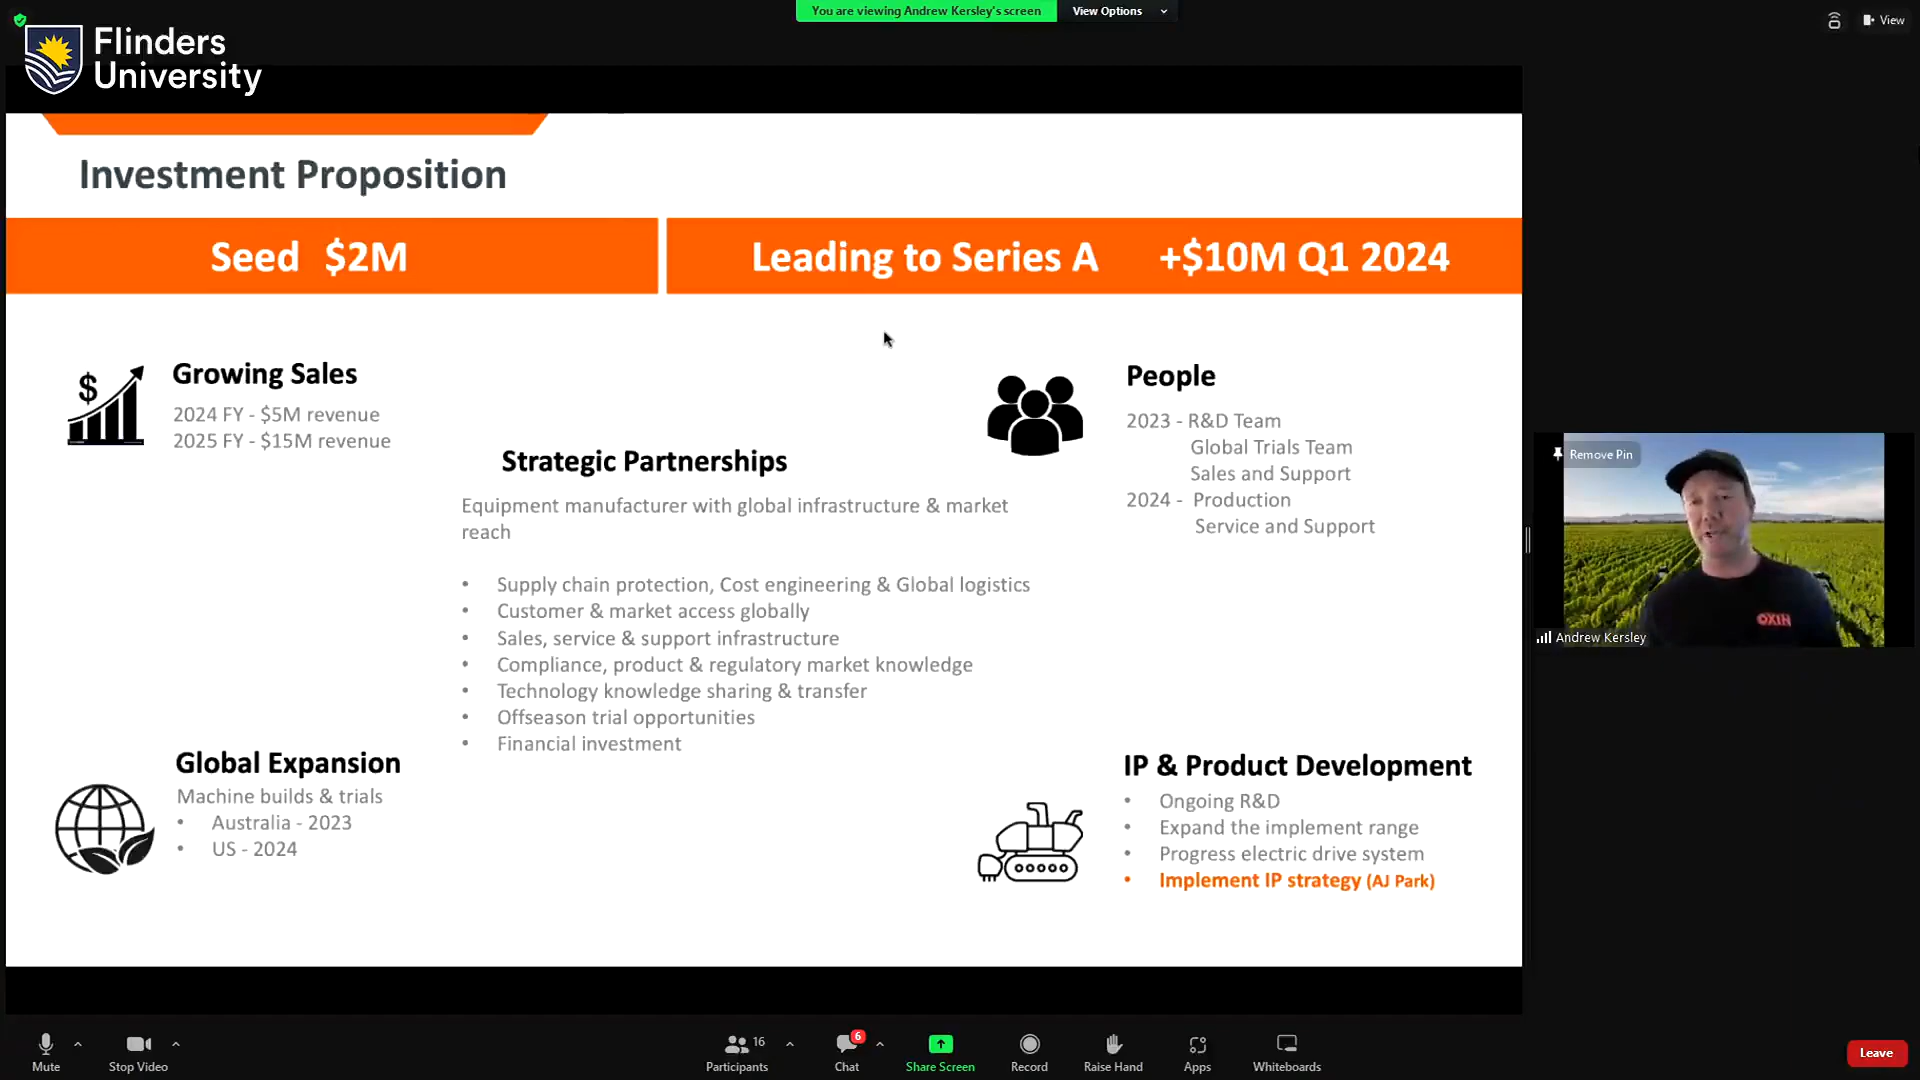 You are viewing Andrew Kersley's screen
View Options
View
Flinders
University
Investment Proposition
Seed $2M
Leading to Series A +$10M Q1 2024
$
Growing Sales
2024 FY - $5M revenue
2025 FY - $15M revenue
Strategic Partnerships
Equipment manufacturer with global infrastructure & market
reach
• Supply chain protection, Cost engineering & Global logistics
• Customer & market access globally
• Sales, service & support infrastructure
• Compliance, product & regulatory market knowledge
• Technology knowledge sharing & transfer
• Offseason trial opportunities
• Financial investment
People
2023 - R&D Team
Global Trials Team
Sales and Support
2024 - Production
Service and Support
Global Expansion
Machine builds & trials
• Australia - 2023
• US - 2024
IP & Product Development
• Ongoing R&D
• Expand the implement range
• Progress electric drive system
• Implement IP strategy (AJ Park)
Remove Pin
OXIN
Andrew Kersley
Mute
Stop Video
16
Participants
6
Chat
Share Screen
Record
Raise Hand
Apps
Whiteboards
Leave